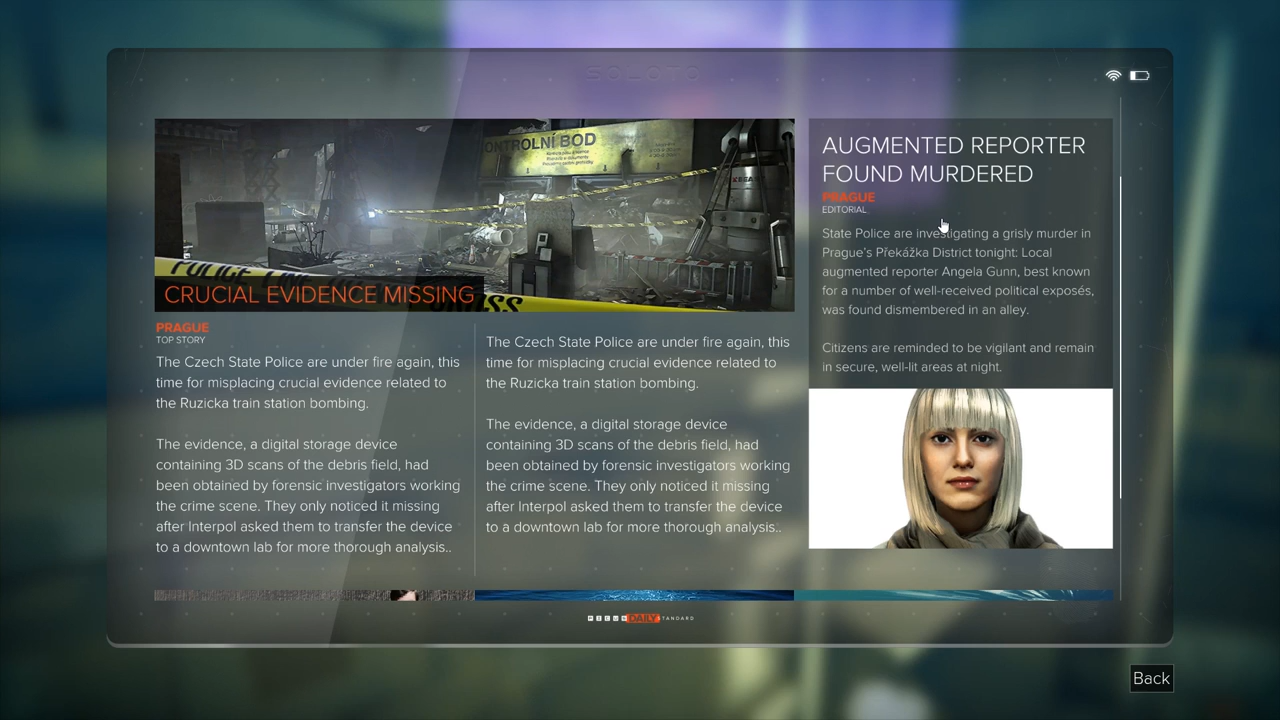 SOLOTO
KONTROLNÍ BOD
POLICE LINE
CROSS
CRUCIAL EVIDENCE MISSING
PRAGUE
TOP STORY
The Czech State Police are under fire again, this
time for misplacing crucial evidence related to
the Ruzicka train station bombing.
The evidence, a digital storage device
containing 3D scans of the debris field, had
been obtained by forensic investigators working
the crime scene. They only noticed it missing
after Interpol asked them to transfer the device
to a downtown lab for more thorough analysis..
The Czech State Police are under fire again, this
time for misplacing crucial evidence related to
the Ruzicka train station bombing.
The evidence, a digital storage device
containing 3D scans of the debris field, had
been obtained by forensic investigators working
the crime scene. They only noticed it missing
after Interpol asked them to transfer the device
to a downtown lab for more thorough analysis..
AUGMENTED REPORTER
FOUND MURDERED
PRAGUE
EDITORIAL
State Police are investigating a grisly murder in
Prague's Překážka District tonight: Local
augmented reporter Angela Gunn, best known
for a number of well-received political exposés,
was found dismembered in an alley.
Citizens are reminded to be vigilant and remain
in secure, well-lit areas at night.
PICUS DAILY STANDARD
Back